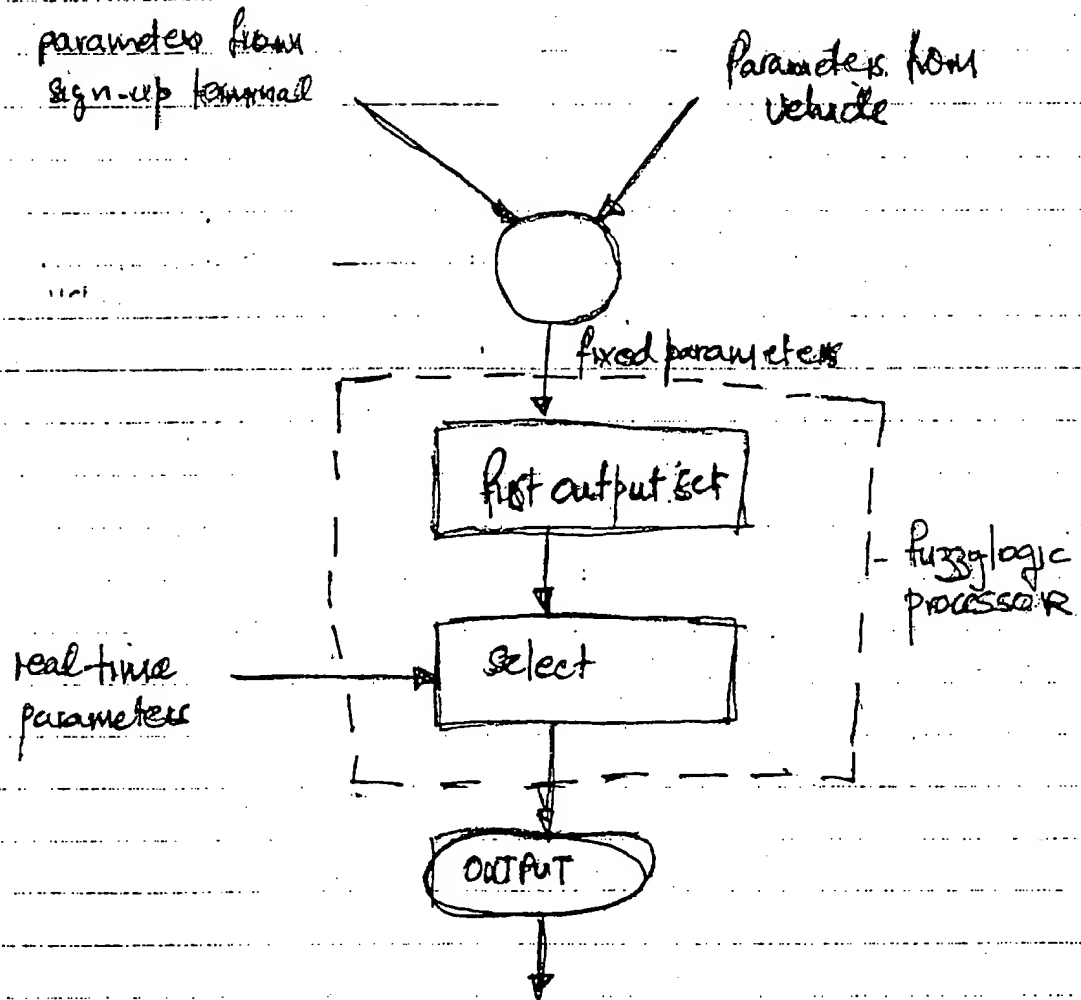 parameters from
sign-up terminal
Parameters from
vehicle
fixed parameters
first output set
fuzzy logic
PROCESSOR
select
real-time
parameters
OUTPUT